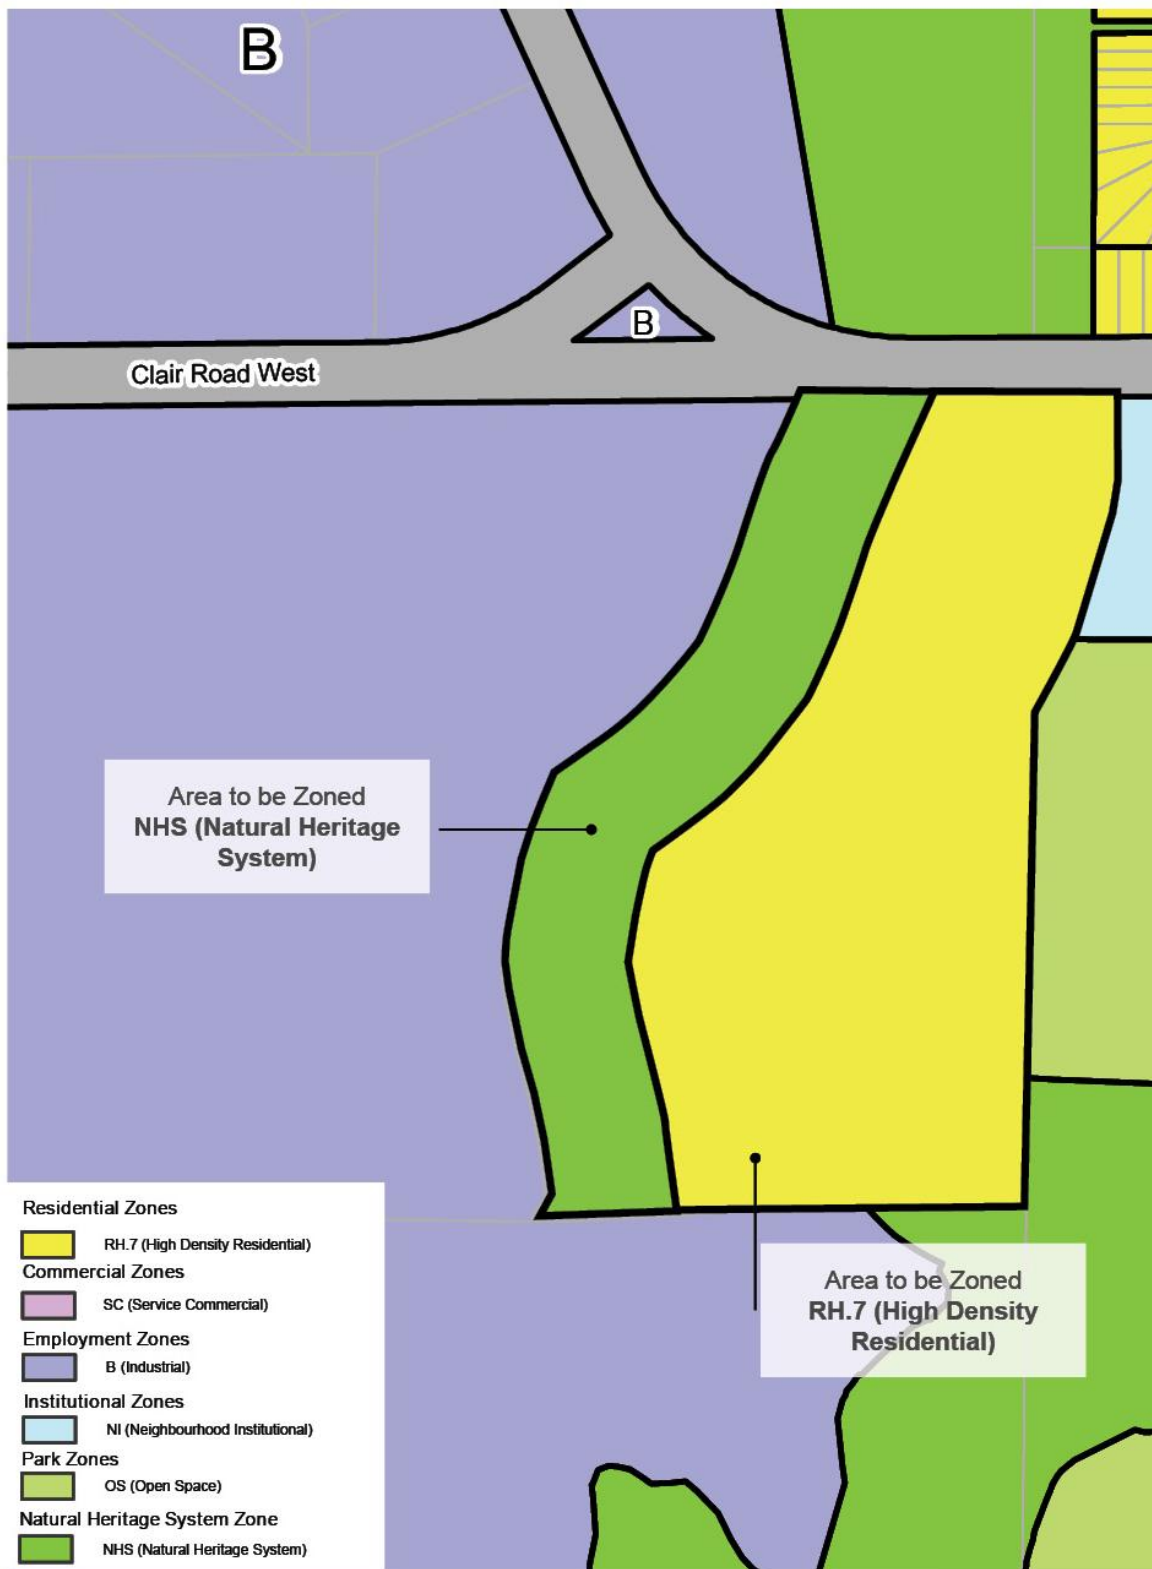 B
B
Clair Road West
Area to be Zoned
NHS (Natural Heritage
System)
Area to be Zoned
RH.7 (High Density
Residential)
Residential Zones
RH.7 (High Density Residential)
Commercial Zones
SC (Service Commercial)
Employment Zones
B (Industrial)
Institutional Zones
NI (Neighbourhood Institutional)
Park Zones
OS (Open Space)
Natural Heritage System Zone
NHS (Natural Heritage System)